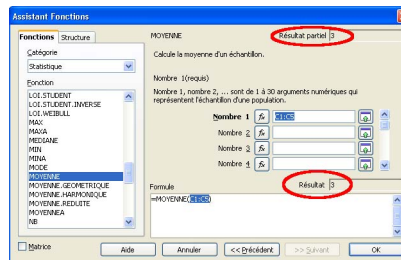 Assistant Fonctions
Fonctions Structure
MOYENNE
Résultat partiel 3
Catégorie
Calcule la moyenne d'un échantillon.
Statistique
Fonction
Nombre 1(requis)
Nombre 1, nombre 2, ... sont de 1 à 30 arguments numériques qui représentent l'échantillon d'une population.
LOI.STUDENT
LOI.STUDENT.INVERSE
LOI.WEIBULL
MAX
MAXA
MEDIANE
MIN
MINA
MODE
MOYENNE
MOYENNE.GEOMETRIQUE
MOYENNE.HARMONIQUE
MOYENNE.REDUITE
MOYENNEA
NB
Nombre 1 fx C1:C5
Nombre 2 fx
Nombre 3 fx
Nombre 4 fx
Formule
Résultat 3
=MOYENNE(C1:C5)
Matrice
Aide
Annuler
<< Précédent
>> Suivant
OK